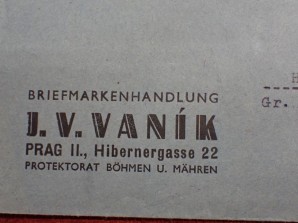 H
BRIEFMARKENHANDLUNG
Gr.
J. V. VANÍK
PRAG II., Hibernergasse 22
PROTEKTORAT BÖHMEN U. MÄHREN